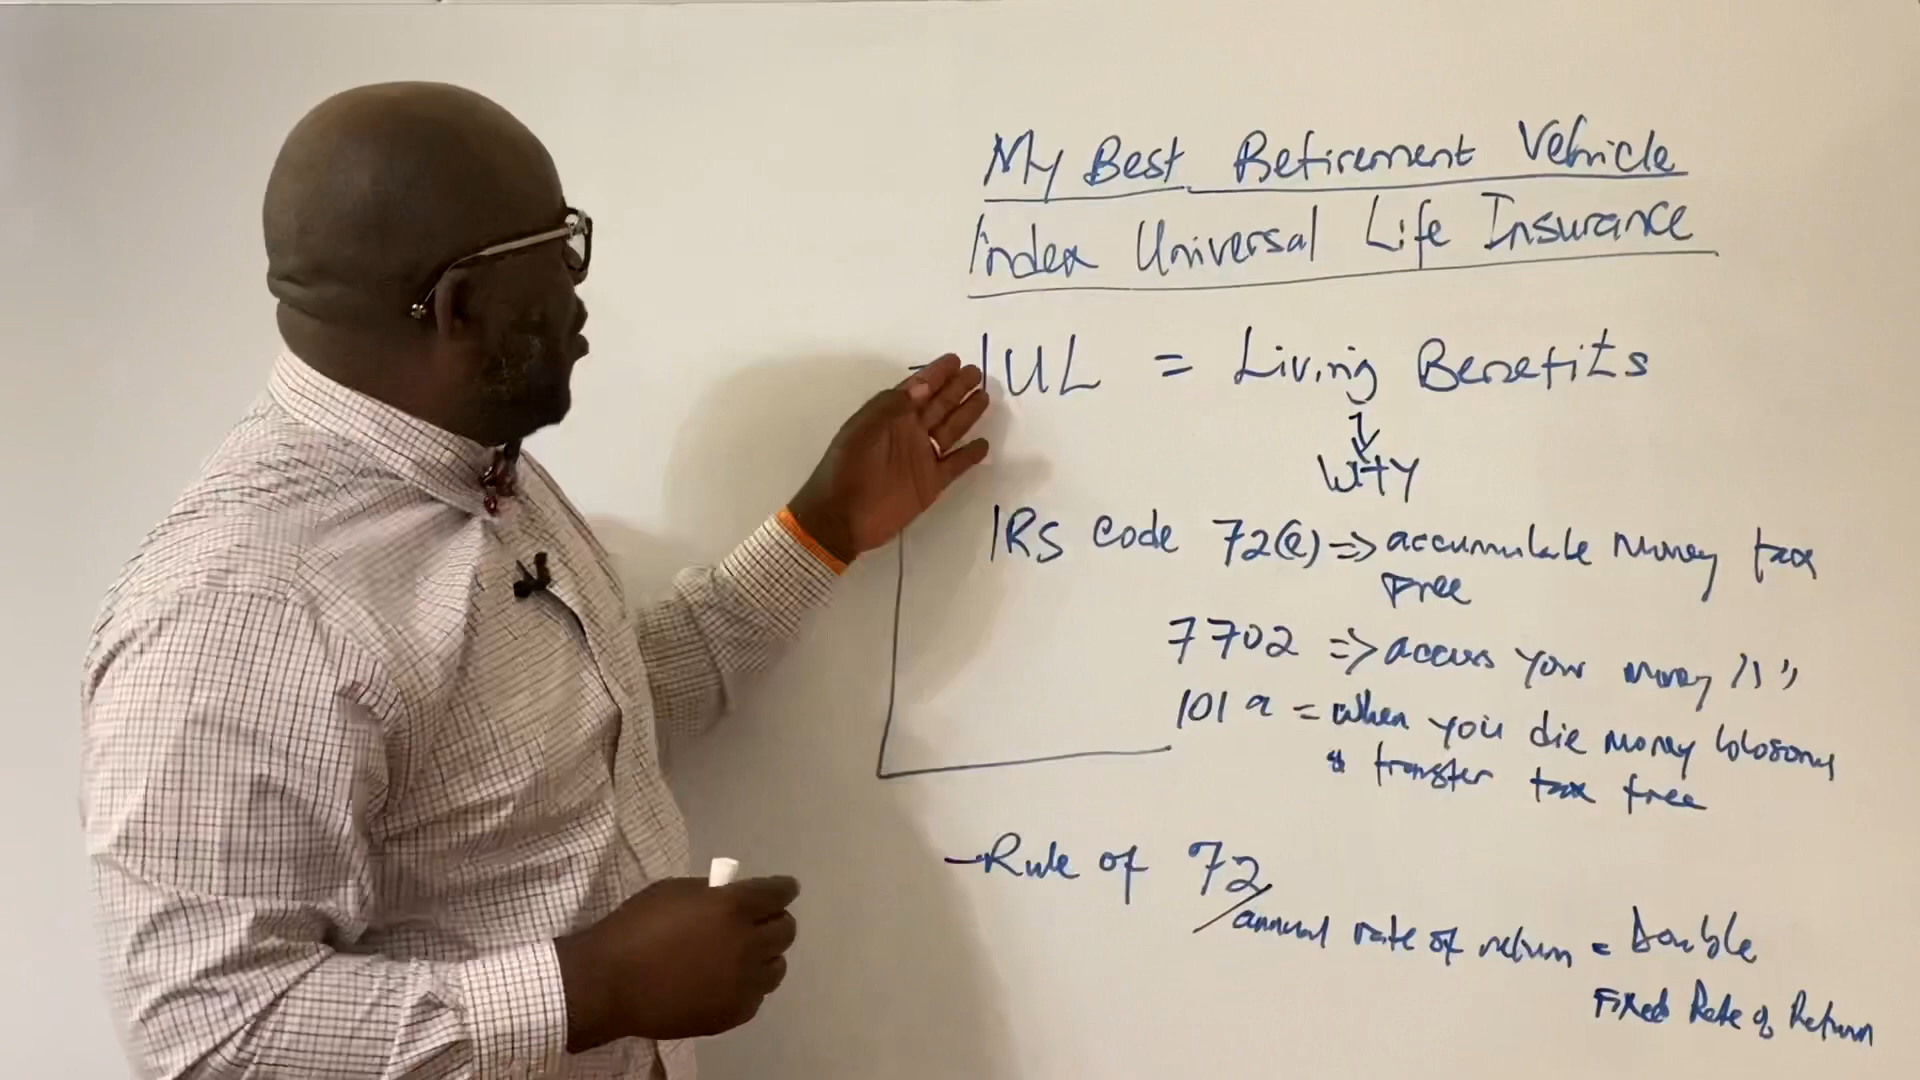 My Best Retirement Vehicle
Index Universal Life Insurance
- IUL = Living Benefits
WHY
IRS Code 72(e) => accumulate money tax
Free
7702 => access your money " "
101 a = when you die money blosoms
& transfer tax free
- Rule of 72
/ annual rate of return = Double
Fixed Rate of Return